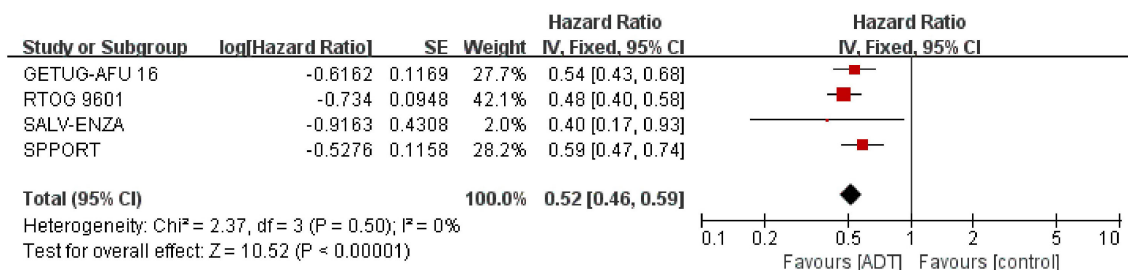 Hazard Ratio Hazard Ratio
Study or Subgroup log[Hazard Ratio] SE Weight IV, Fixed, 95% CI IV, Fixed, 95% CI
GETUG-AFU 16 -0.6162 0.1169 27.7% 0.54 [0.43, 0.68]
RTOG 9601 -0.734 0.0948 42.1% 0.48 [0.40, 0.58]
SALV-ENZA -0.9163 0.4308 2.0% 0.40 [0.17, 0.93]
SPPORT -0.5276 0.1158 28.2% 0.59 [0.47, 0.74]
Total (95% CI) 100.0% 0.52 [0.46, 0.59]
Heterogeneity: Chi² = 2.37, df = 3 (P = 0.50); I² = 0%
Test for overall effect: Z = 10.52 (P < 0.00001)
0.1 0.2 0.5 1 2 5 10
Favours [ADT] Favours [control]